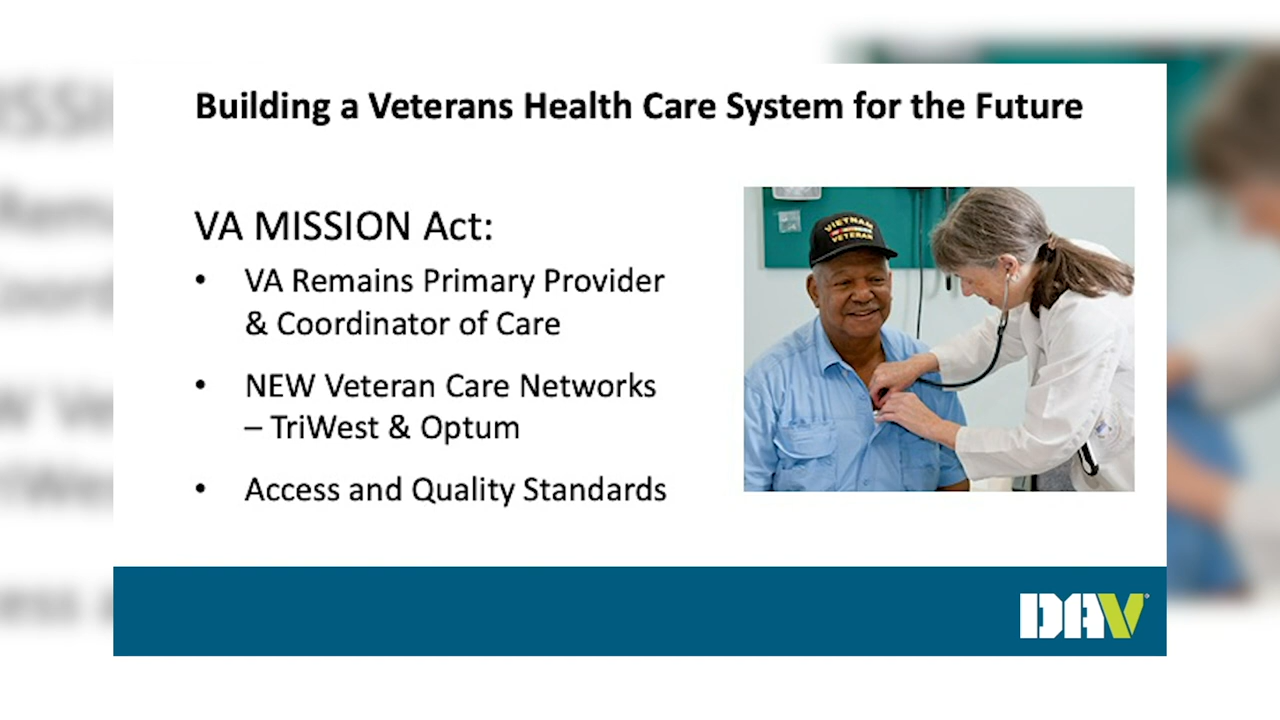 Building a Veterans Health Care System for the Future
VA MISSION Act:
• VA Remains Primary Provider
& Coordinator of Care
• NEW Veteran Care Networks
– TriWest & Optum
• Access and Quality Standards
VIETNAM
VETERAN
DAV